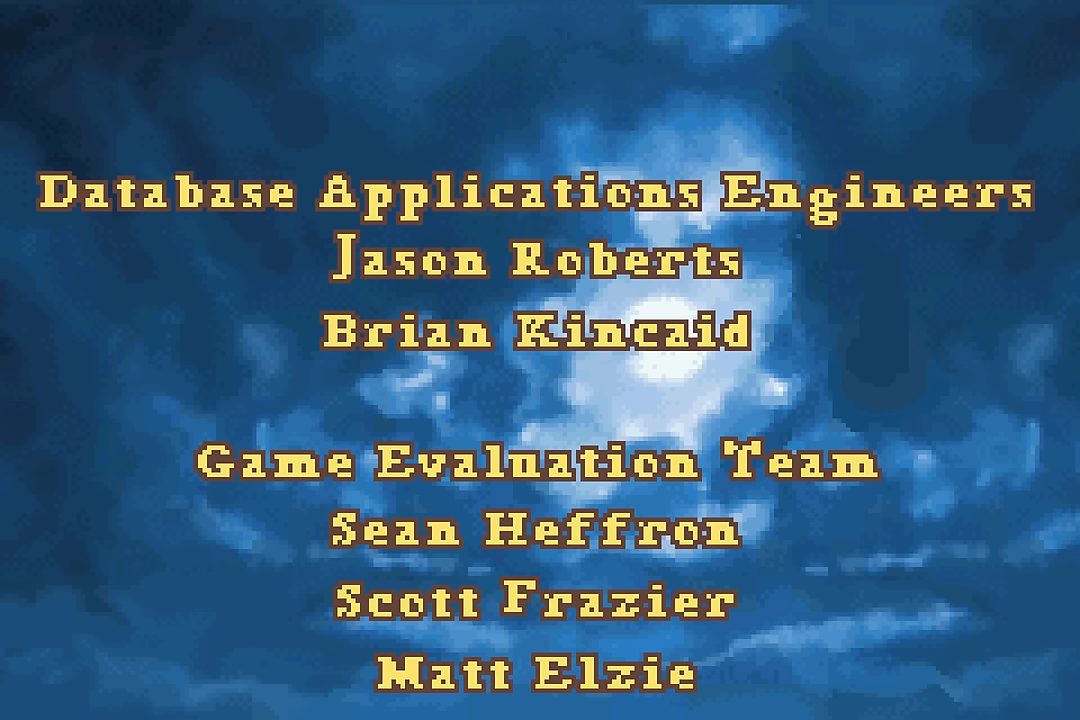 Database Applications Engineers
Jason Roberts
Brian Kincaid
Game Evaluation Team
Sean Heffron
Scott Frazier
Matt Elzie